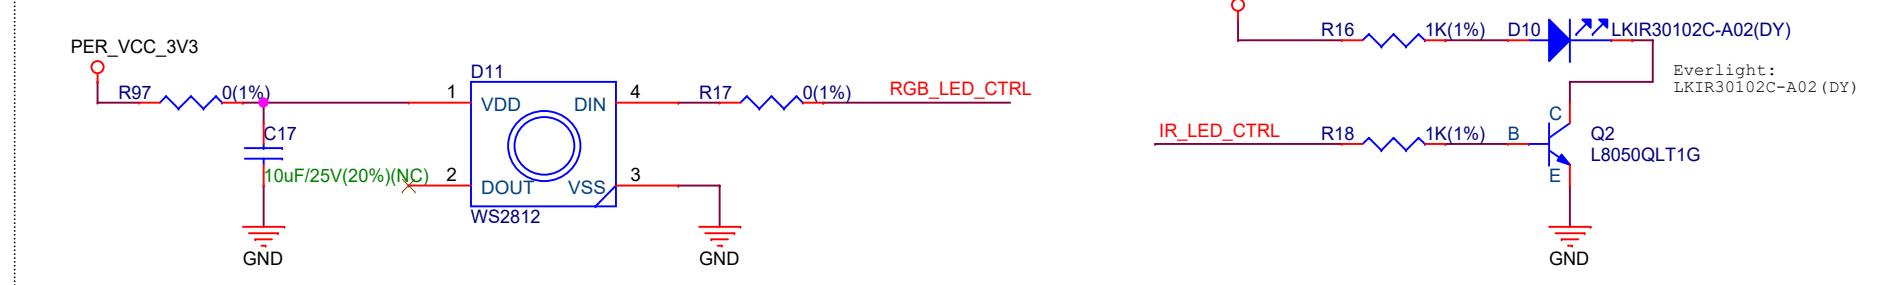 PER_VCC_3V3
R97
0(1%)
C17
10uF/25V(20%)(NC)
GND
D11
1
VDD
DIN
4
2
DOUT
VSS
3
WS2812
R17
0(1%)
RGB_LED_CTRL
GND
R16
1K(1%)
D10
LKIR30102C-A02(DY)
Everlight:
LKIR30102C-A02(DY)
IR_LED_CTRL
R18
1K(1%)
B
C
E
Q2
L8050QLT1G
GND